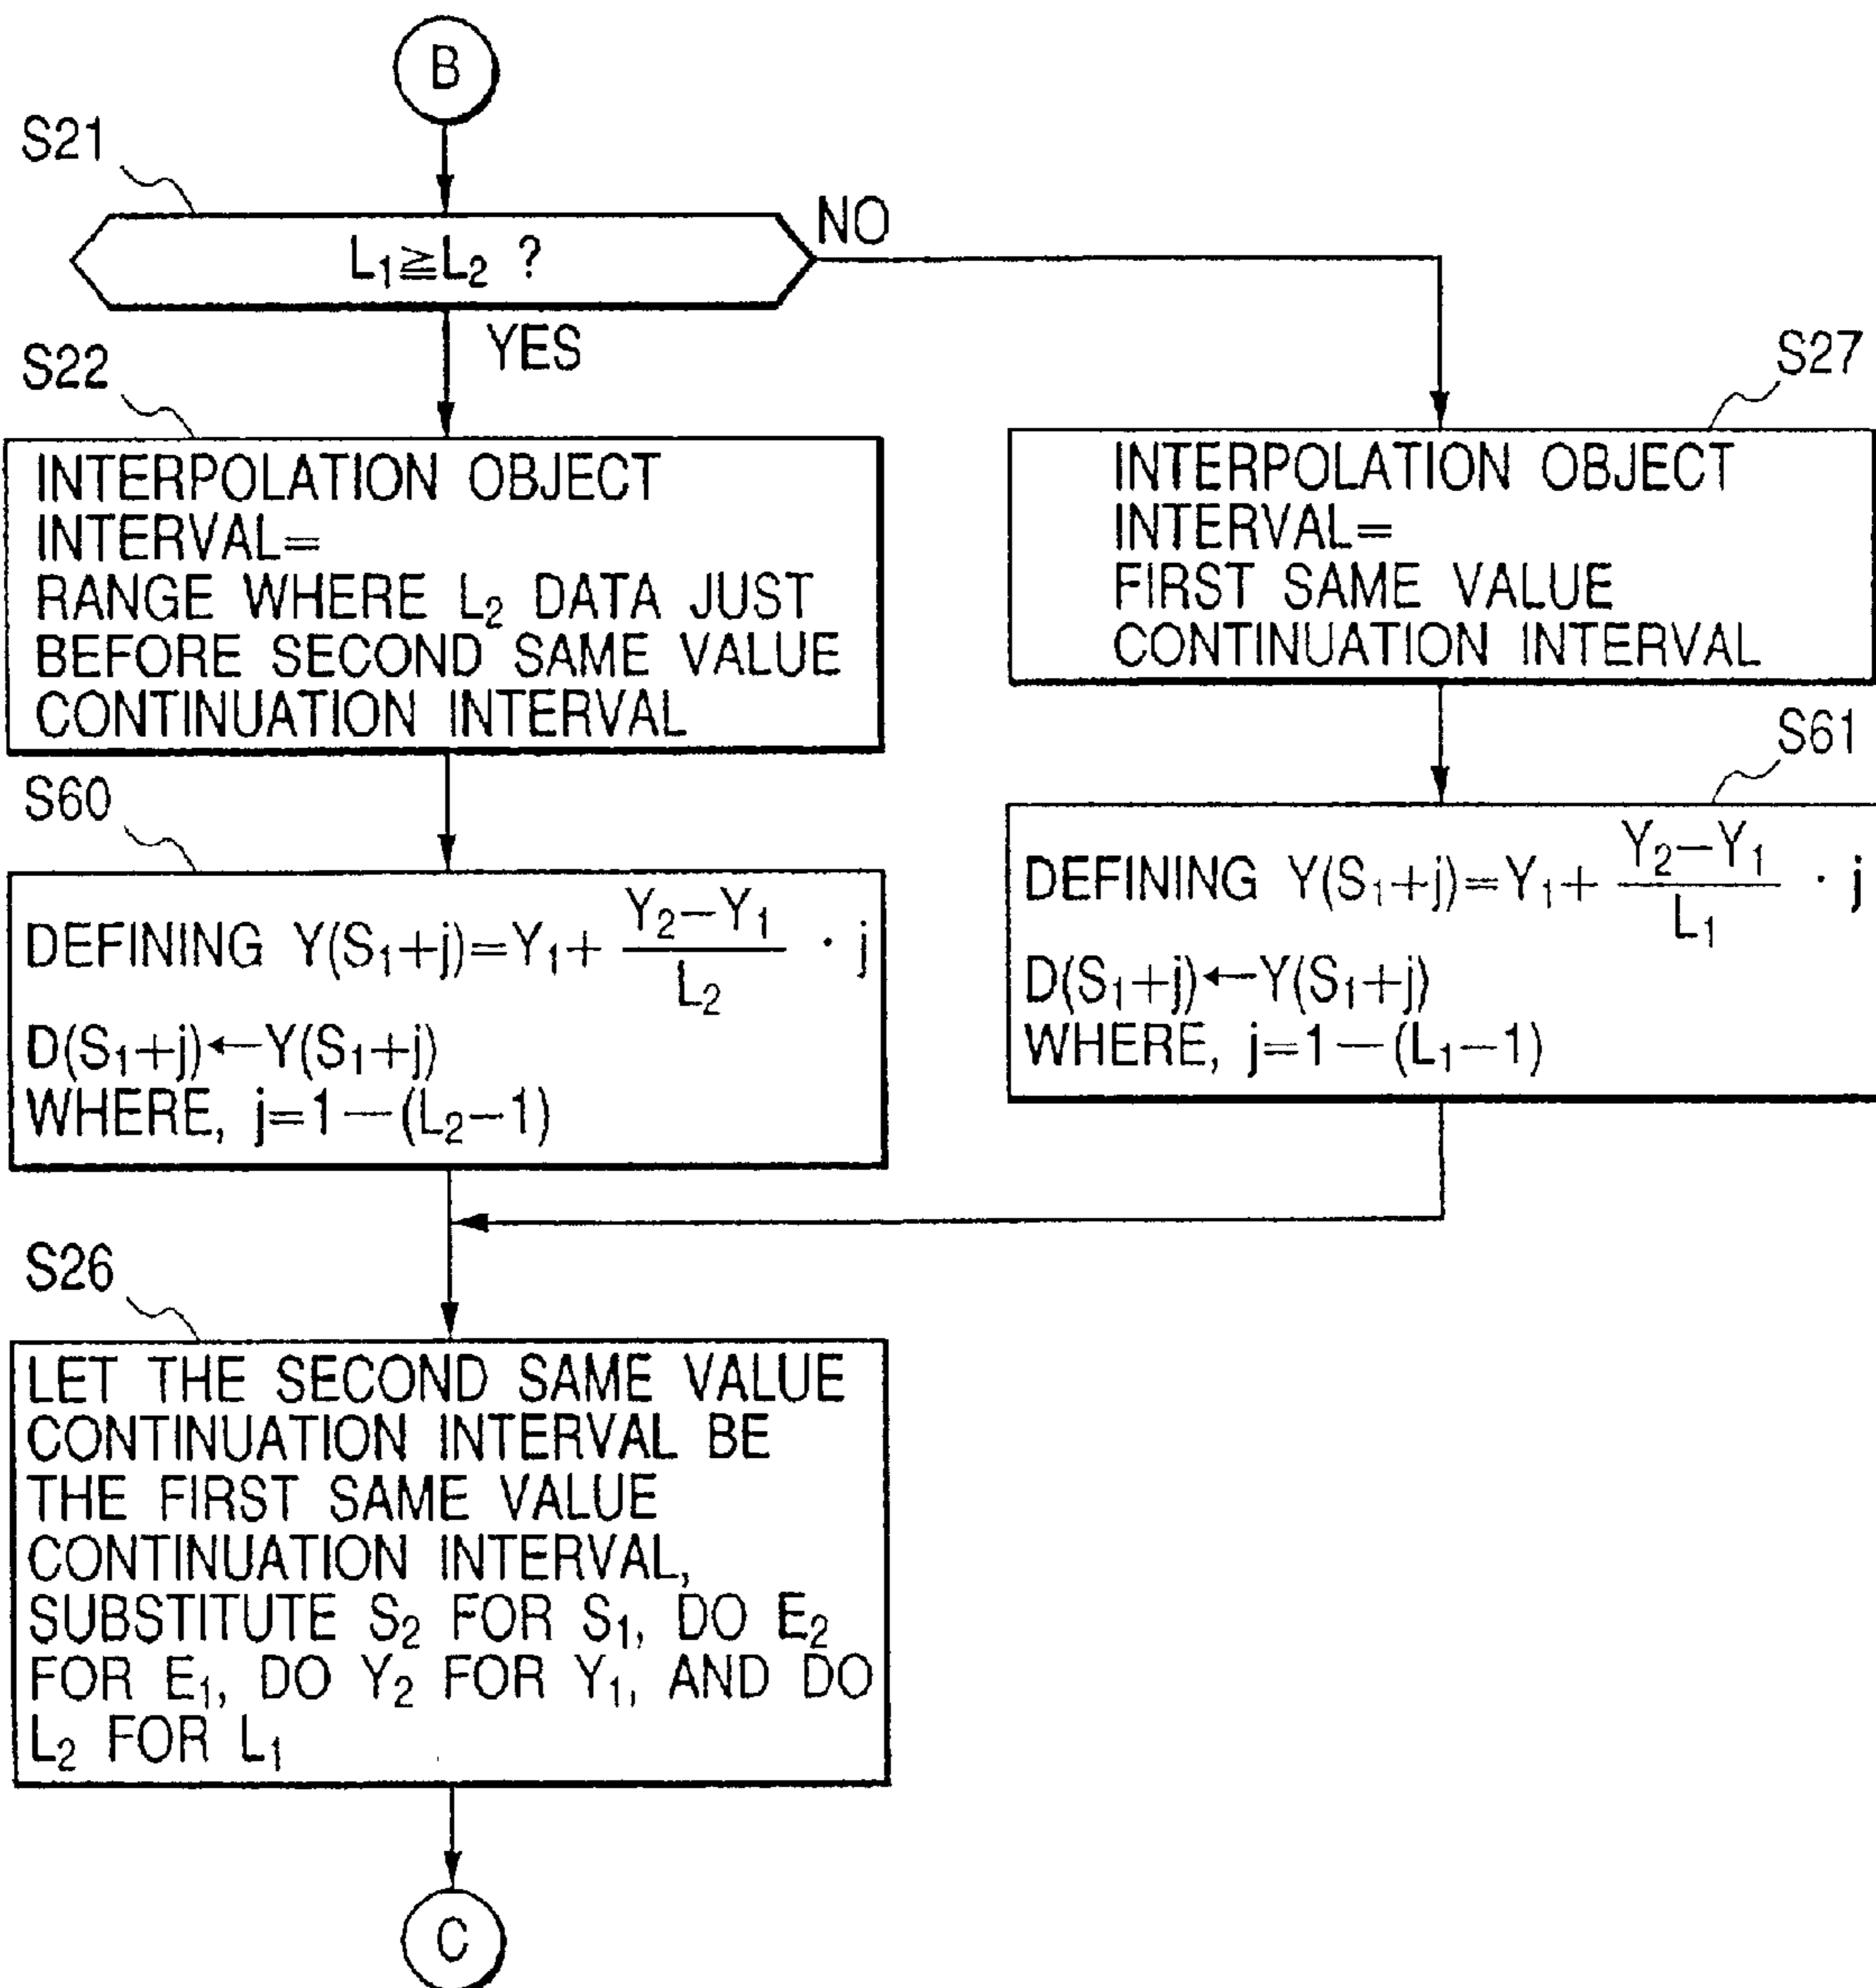 B
S21
L₁≧L₂ ?
NO
YES
S22
INTERPOLATION OBJECT
INTERVAL=
RANGE WHERE L₂ DATA JUST
BEFORE SECOND SAME VALUE
CONTINUATION INTERVAL
S27
INTERPOLATION OBJECT
INTERVAL=
FIRST SAME VALUE
CONTINUATION INTERVAL
S60
DEFINING Y(S₁+j)=Y₁+ (Y₂−Y₁)/L₂ · j
D(S₁+j)←Y(S₁+j)
WHERE, j=1−(L₂−1)
S61
DEFINING Y(S₁+j)=Y₁+ (Y₂−Y₁)/L₁ · j
D(S₁+j)←Y(S₁+j)
WHERE, j=1−(L₁−1)
S26
LET THE SECOND SAME VALUE
CONTINUATION INTERVAL BE
THE FIRST SAME VALUE
CONTINUATION INTERVAL,
SUBSTITUTE S₂ FOR S₁, DO E₂
FOR E₁, DO Y₂ FOR Y₁, AND DO
L₂ FOR L₁
C